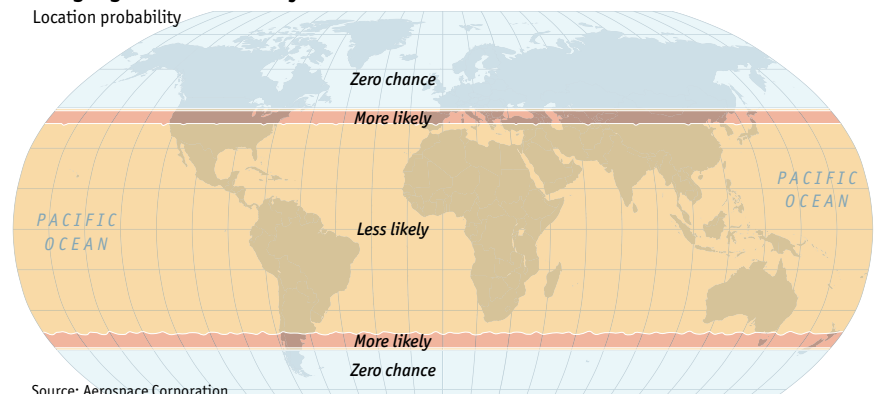 Location probability
Zero chance
More likely
PACIFIC
OCEAN
Less likely
PACIFIC
OCEAN
More likely
Zero chance
Source: Aerospace Corporation